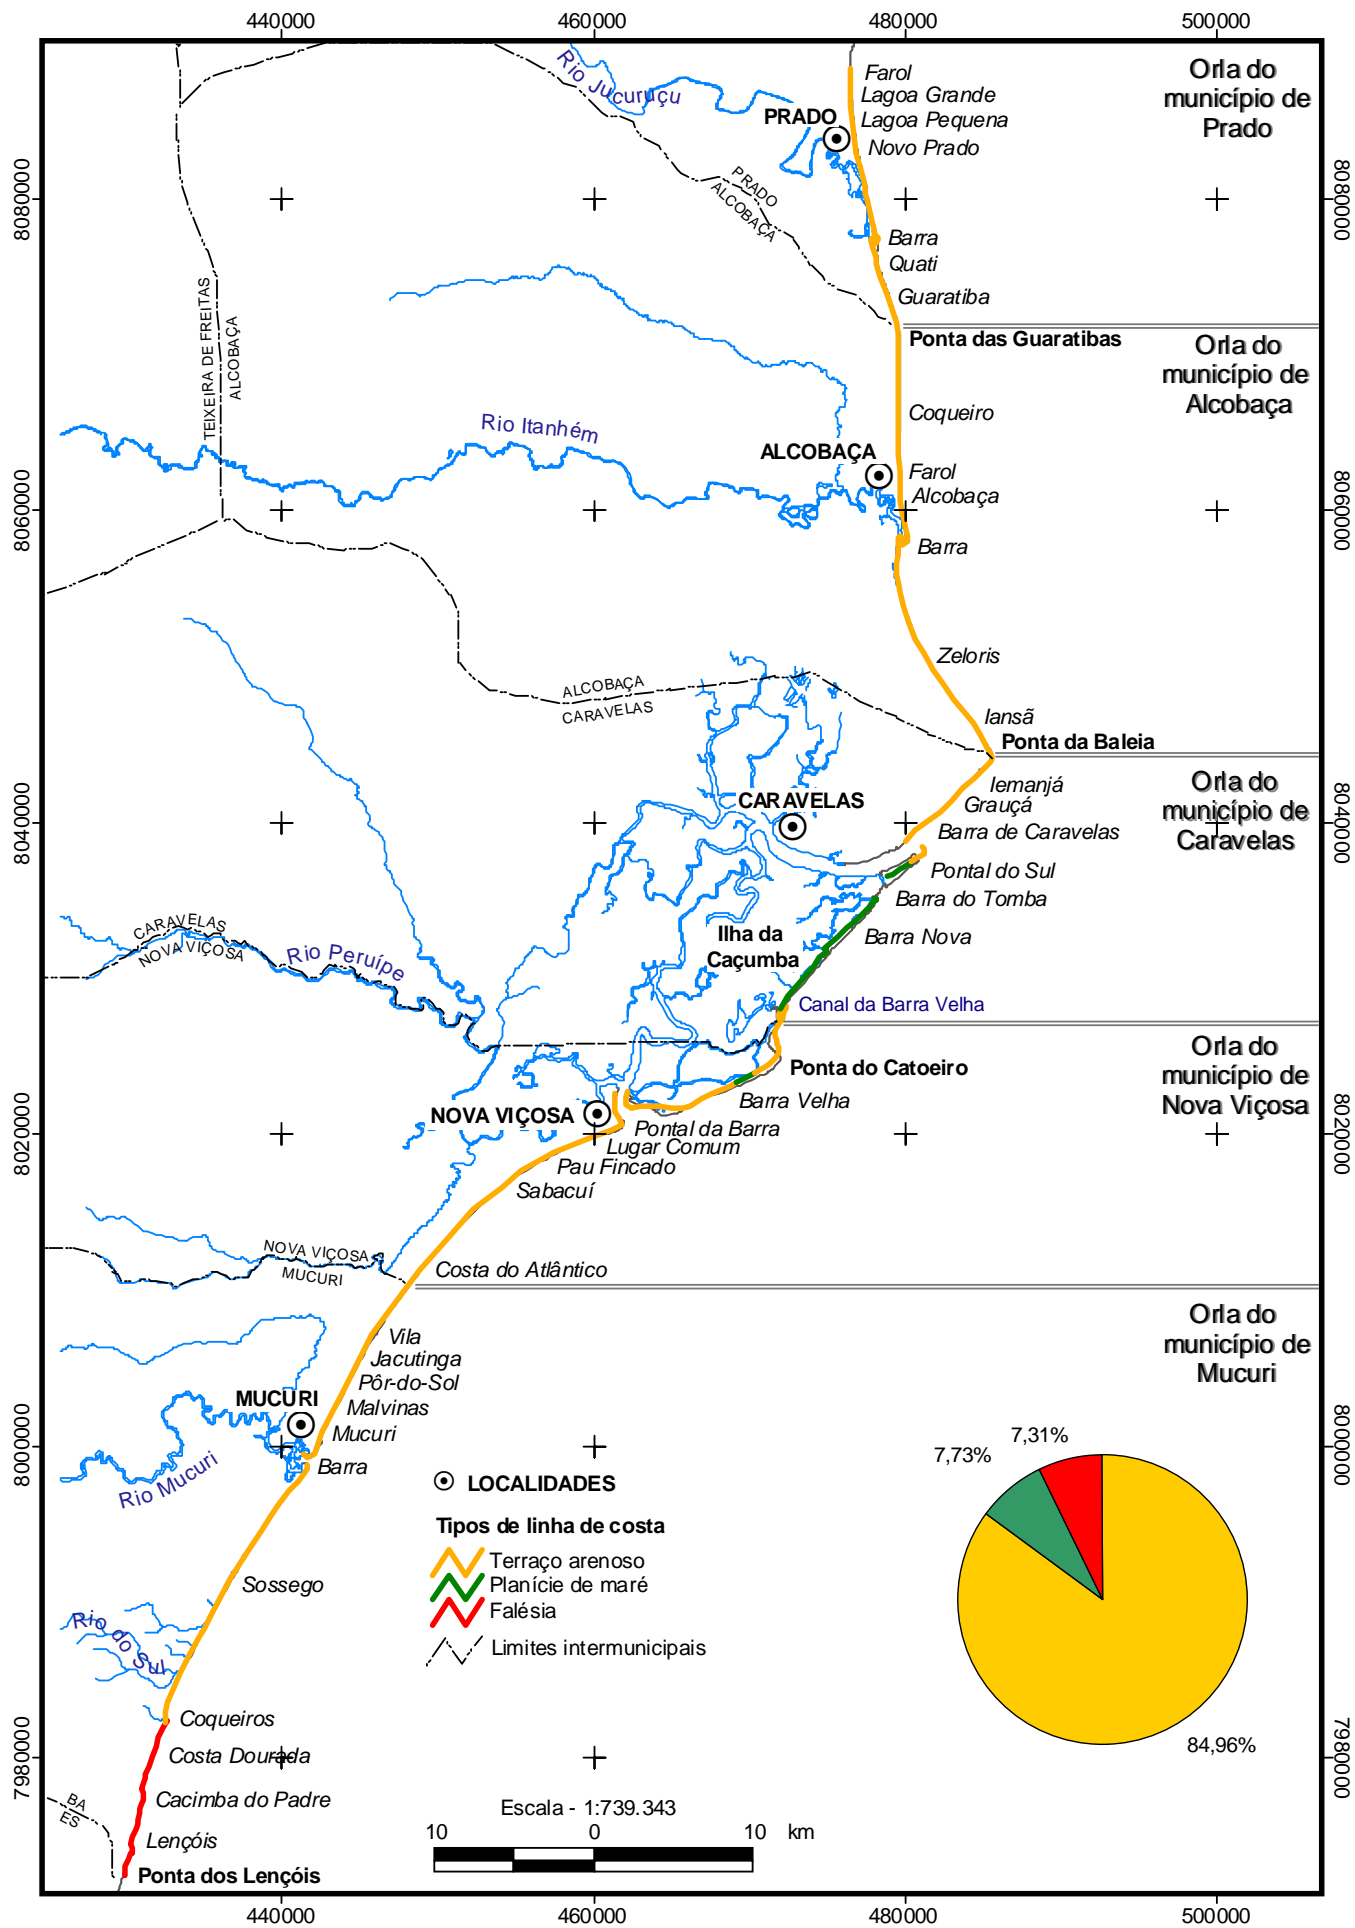 440000
460000
480000
500000
Farol
Lagoa Grande
Lagoa Pequena
Novo Prado
Orla do
município de
Prado
Rio Jucuruçu
PRADO
PRADO
ALCOBAÇA
8080000
8080000
Barra
Quati
Guaratiba
Ponta das Guaratibas
Orla do
município de
Alcobaça
TEIXEIRA DE FREITAS
ALCOBAÇA
Coqueiro
Rio Itanhém
ALCOBAÇA
Farol
Alcobaça
8060000
8060000
Barra
Zeloris
ALCOBAÇA
CARAVELAS
Iansã
Ponta da Baleia
Orla do
município de
Caravelas
Iemanjá
Grauçá
CARAVELAS
8040000
8040000
Barra de Caravelas
Pontal do Sul
Barra do Tomba
Barra Nova
Ilha da
Caçumba
CARAVELAS
NOVA VIÇOSA
Rio Peruípe
Canal da Barra Velha
Orla do
município de
Nova Viçosa
Ponta do Catoeiro
Barra Velha
NOVA VIÇOSA
Pontal da Barra
8020000
8020000
Lugar Comum
Pau Fincado
Sabacuí
NOVA VIÇOSA
MUCURI
Costa do Atlântico
Orla do
município de
Mucuri
Vila
Jacutinga
Pôr-do-Sol
Malvinas
Mucuri
MUCURI
8000000
8000000
Barra
Rio Mucuri
7,31%
7,73%
84,96%
LOCALIDADES
Tipos de linha de costa
Terraço arenoso
Planície de maré
Falésia
Limites intermunicipais
Sossego
Rio do Sul
Coqueiros
Costa Dourada
7980000
7980000
Cacimba do Padre
BA
ES
Lençóis
Ponta dos Lençóis
Escala - 1:739.343
10
0
10
km
440000
460000
480000
500000